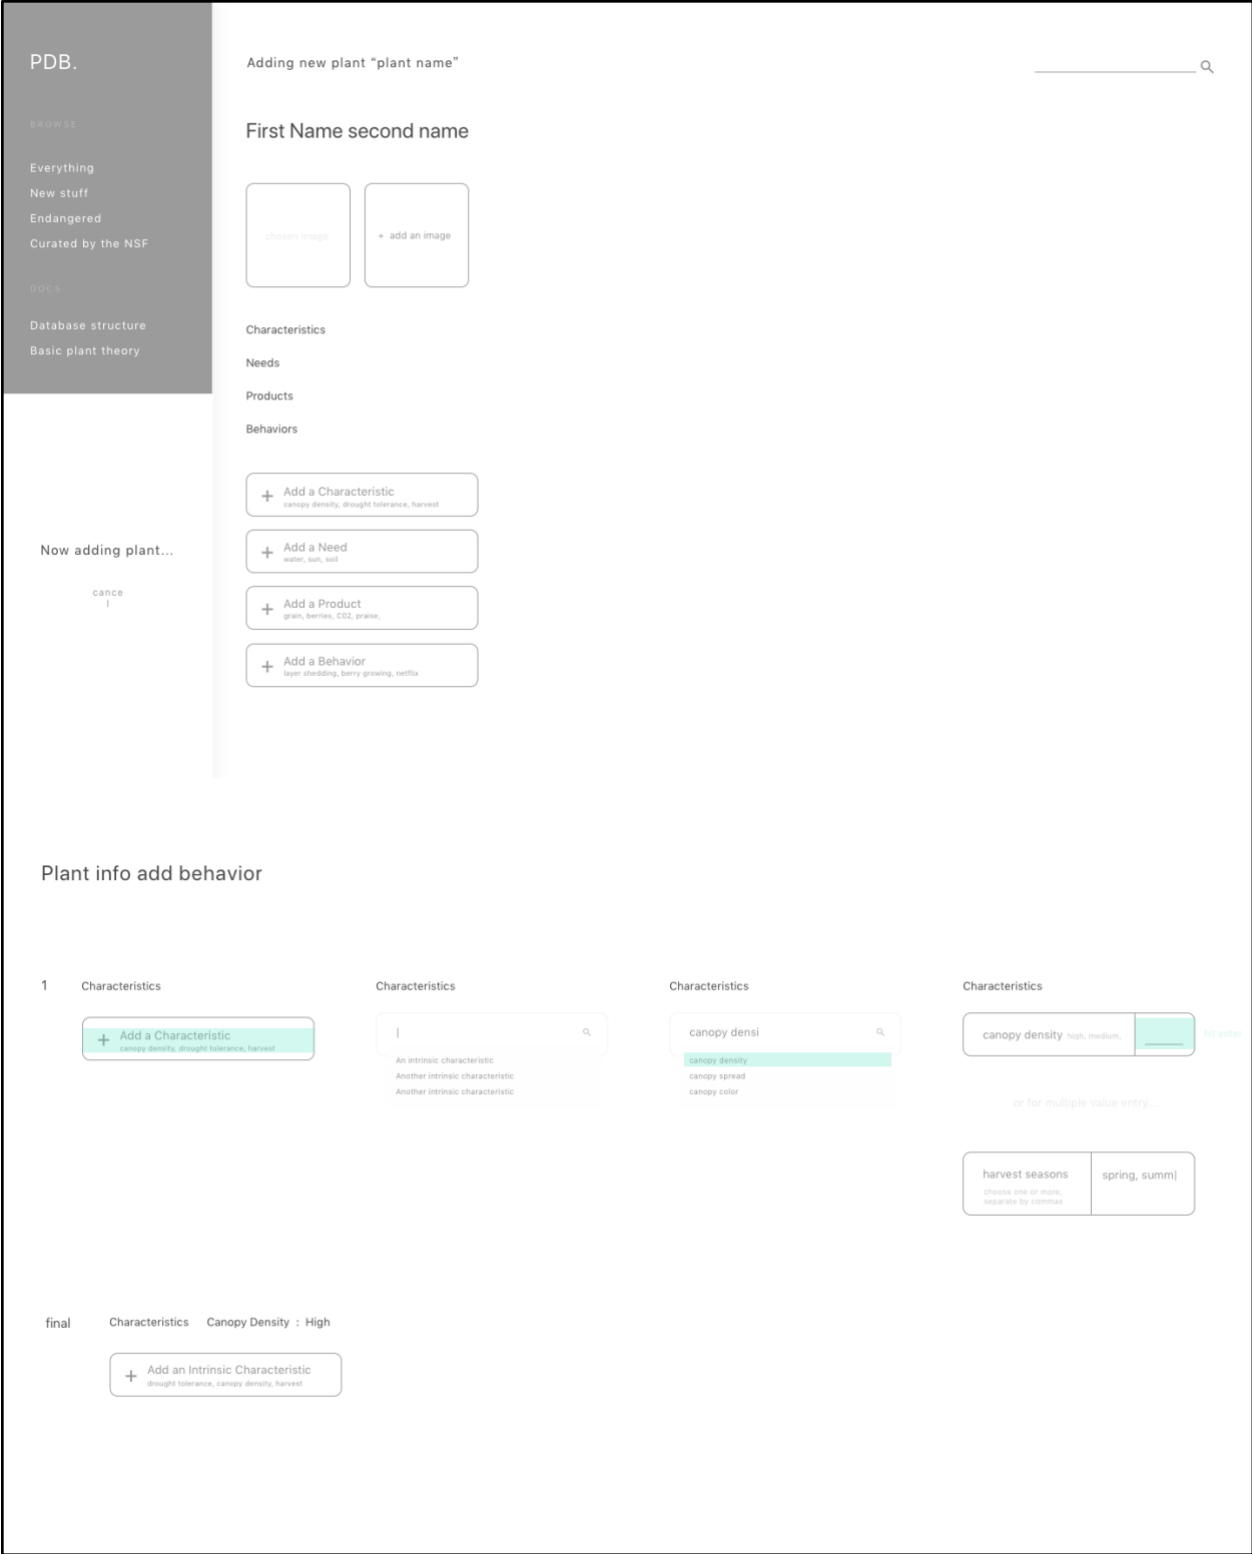 PDB.
BROWSE
Everything
New stuff
Endangered
Curated by the NSF
DOCS
Database structure
Basic plant theory
Now adding plant...
cance
l
Adding new plant “plant name”
First Name second name
chosen image
+ add an image
Characteristics
Needs
Products
Behaviors
+ Add a Characteristic
canopy density, drought tolerance, harvest
+ Add a Need
water, sun, soil
+ Add a Product
grain, berries, CO2, praise,
+ Add a Behavior
layer shedding, berry growing, netflix
Plant info add behavior
1
Characteristics
+ Add a Characteristic
canopy density, drought tolerance, harvest
Characteristics
An intrinsic characteristic
Another intrinsic characteristic
Another intrinsic characteristic
Characteristics
canopy densi
canopy density
canopy spread
canopy color
Characteristics
canopy density high, medium,
hit enter
or for multiple value entry...
harvest seasons
choose one or more,
separate by commas
spring, summ
final
Characteristics Canopy Density : High
+ Add an Intrinsic Characteristic
drought tolerance, canopy density, harvest